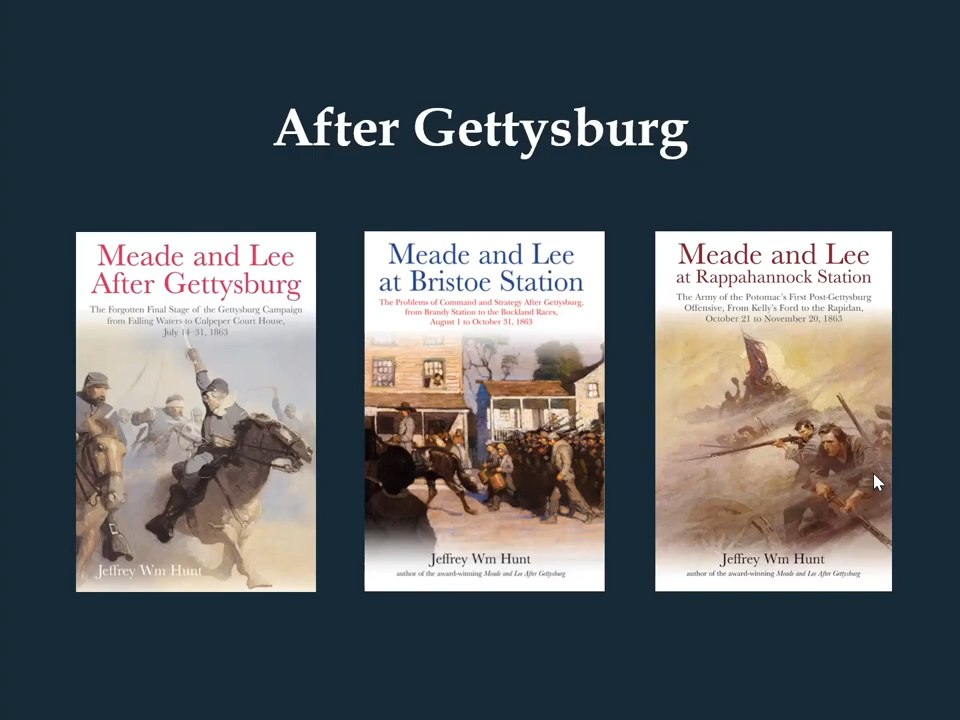 After Gettysburg
Meade and Lee
After Gettysburg
The Forgotten Final Stage of the Gettysburg Campaign
from Falling Waters to Culpeper Court House,
July 14–31, 1863
Jeffrey Wm Hunt
Meade and Lee
at Bristoe Station
The Problems of Command and Strategy After Gettysburg,
from Brandy Station to the Buckland Races,
August 1 to October 31, 1863
Jeffrey Wm Hunt
author of the award-winning Meade and Lee After Gettysburg
Meade and Lee
at Rappahannock Station
The Army of the Potomac's First Post-Gettysburg
Offensive, From Kelly's Ford to the Rapidan,
October 21 to November 20, 1863
Jeffrey Wm Hunt
author of the award-winning Meade and Lee After Gettysburg